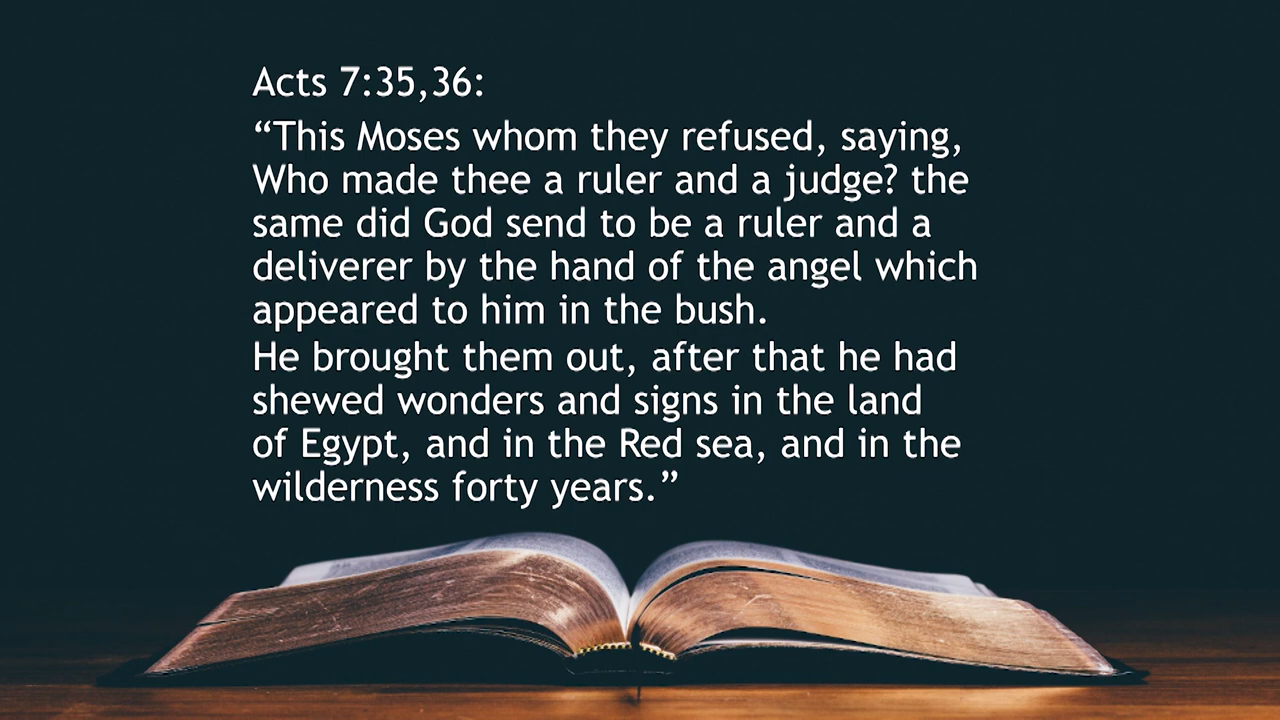 Acts 7:35,36:
“This Moses whom they refused, saying,
Who made thee a ruler and a judge? the
same did God send to be a ruler and a
deliverer by the hand of the angel which
appeared to him in the bush.
He brought them out, after that he had
shewed wonders and signs in the land
of Egypt, and in the Red sea, and in the
wilderness forty years.”